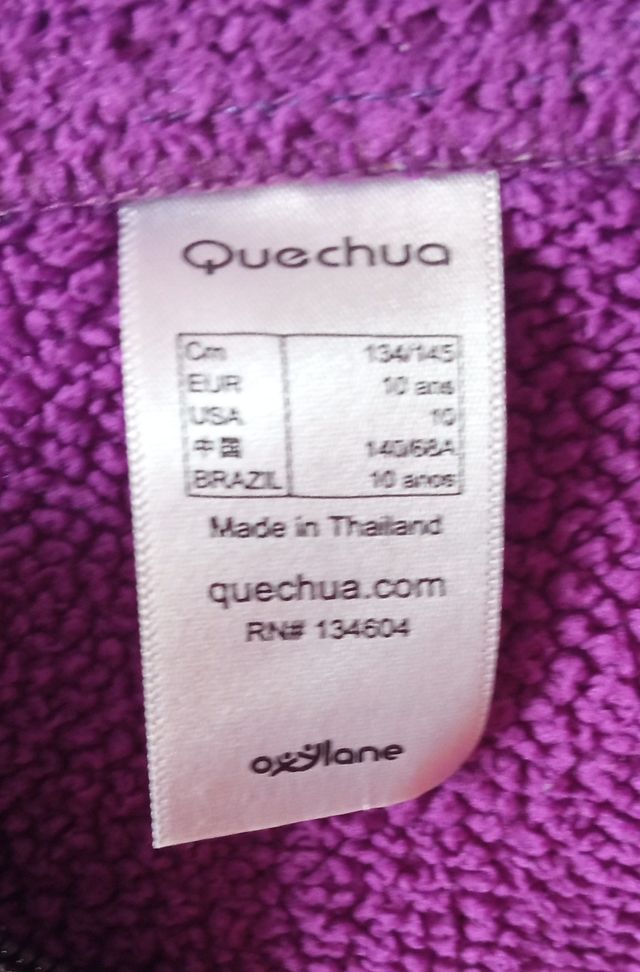 Quechua
Cm 134/145
EUR 10 ans
USA 10
中国 140/68A
BRAZIL 10 anos
Made in Thailand
quechua.com
RN# 134604
oxylane